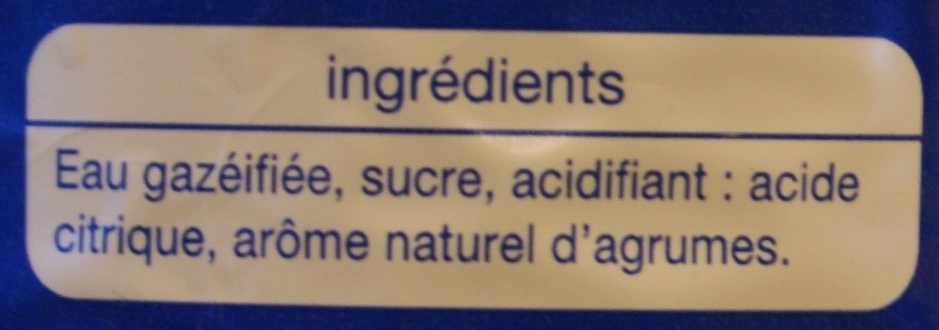 ingrédients
Eau gazéifiée, sucre, acidifiant : acide
citrique, arôme naturel d'agrumes.